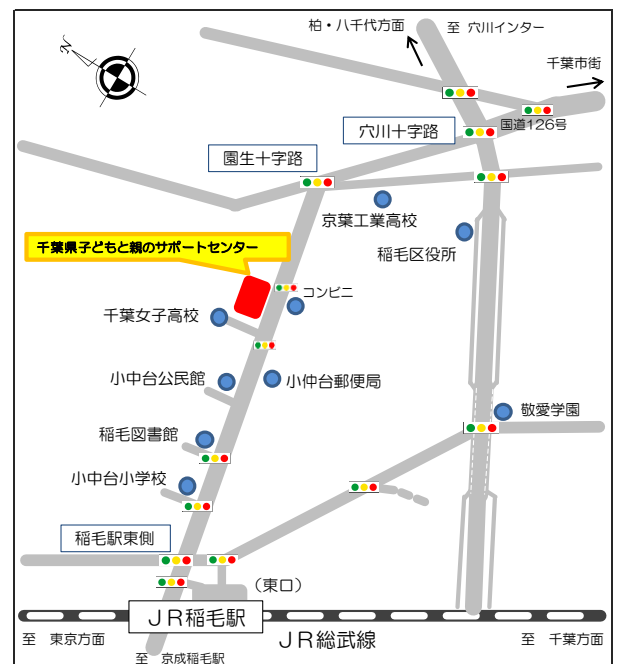 N
柏・八千代方面
至 穴川インター
千葉市街
国道126号
穴川十字路
園生十字路
京葉工業高校
稲毛区役所
千葉県子どもと親のサポートセンター
コンビニ
千葉女子高校
小中台公民館
小仲台郵便局
敬愛学園
稲毛図書館
小中台小学校
稲毛駅東側
(東口)
JR稲毛駅
JR総武線
至 東京方面
至 千葉方面
至 京成稲毛駅